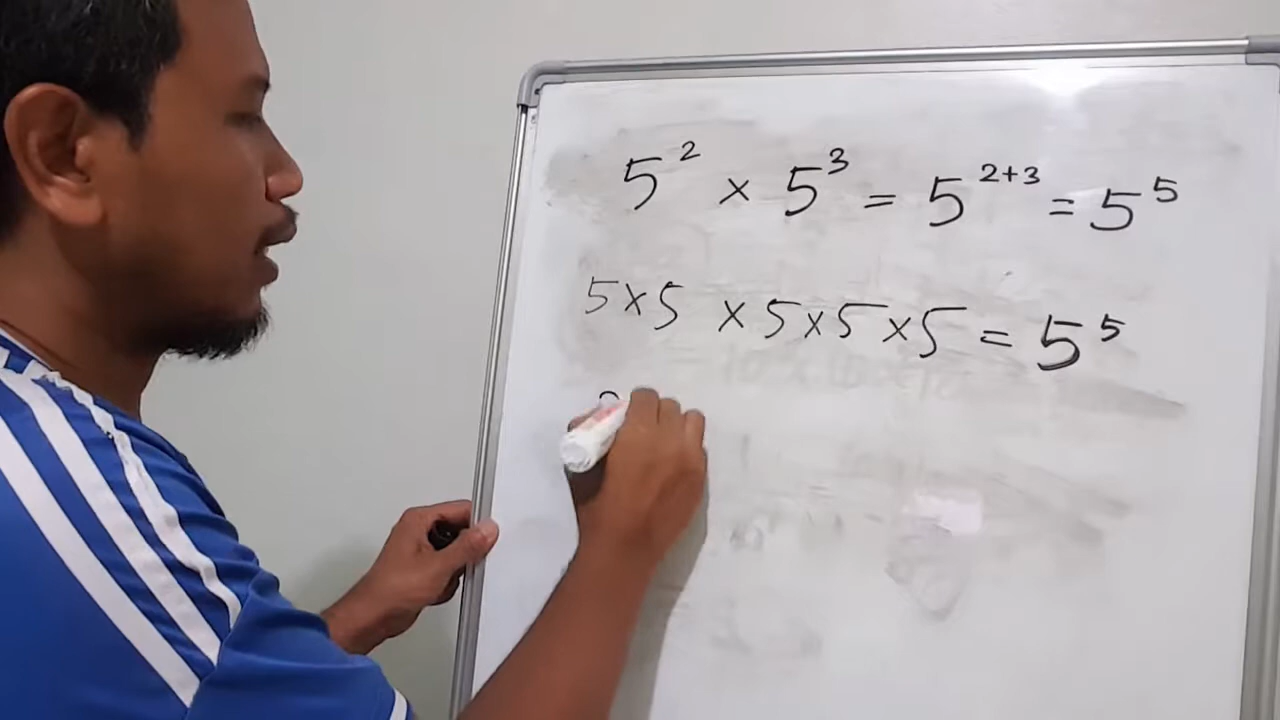 5² × 5³ = 5²⁺³ = 5⁵
5 × 5 × 5 × 5 × 5 = 5⁵